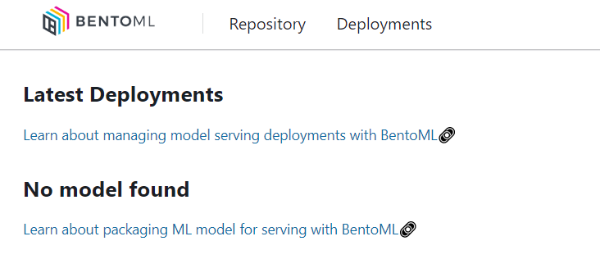 BENTOML
Repository
Deployments
Latest Deployments
Learn about managing model serving deployments with BentoML
No model found
Learn about packaging ML model for serving with BentoML